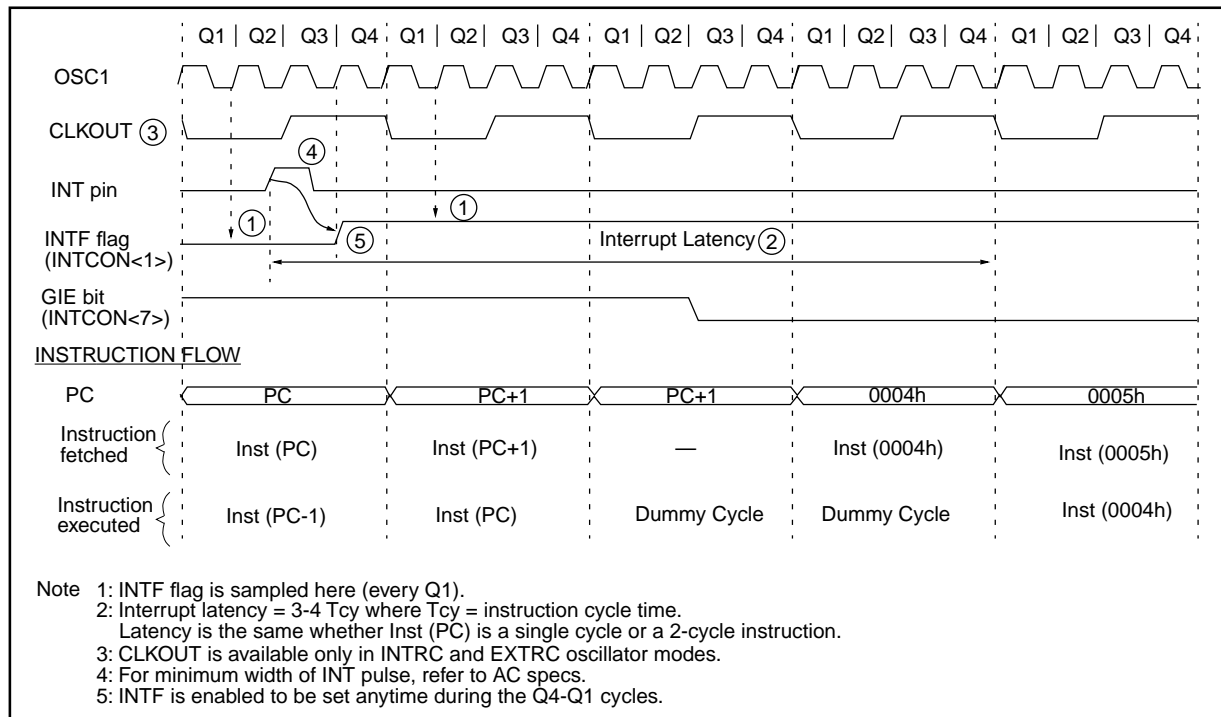 Q1 | Q2 | Q3 | Q4 Q1 | Q2 | Q3 | Q4 Q1 | Q2 | Q3 | Q4 Q1 | Q2 | Q3 | Q4 Q1 | Q2 | Q3 | Q4
OSC1
CLKOUT 3
4
INT pin
1 1
INTF flag
(INTCON<1>)
5
Interrupt Latency 2
GIE bit
(INTCON<7>)
INSTRUCTION FLOW
PC PC PC+1 PC+1 0004h 0005h
Instruction
fetched
Inst (PC) Inst (PC+1) — Inst (0004h) Inst (0005h)
Instruction
executed
Inst (PC-1) Inst (PC) Dummy Cycle Dummy Cycle Inst (0004h)
Note 1: INTF flag is sampled here (every Q1).
2: Interrupt latency = 3-4 Tcy where Tcy = instruction cycle time.
Latency is the same whether Inst (PC) is a single cycle or a 2-cycle instruction.
3: CLKOUT is available only in INTRC and EXTRC oscillator modes.
4: For minimum width of INT pulse, refer to AC specs.
5: INTF is enabled to be set anytime during the Q4-Q1 cycles.